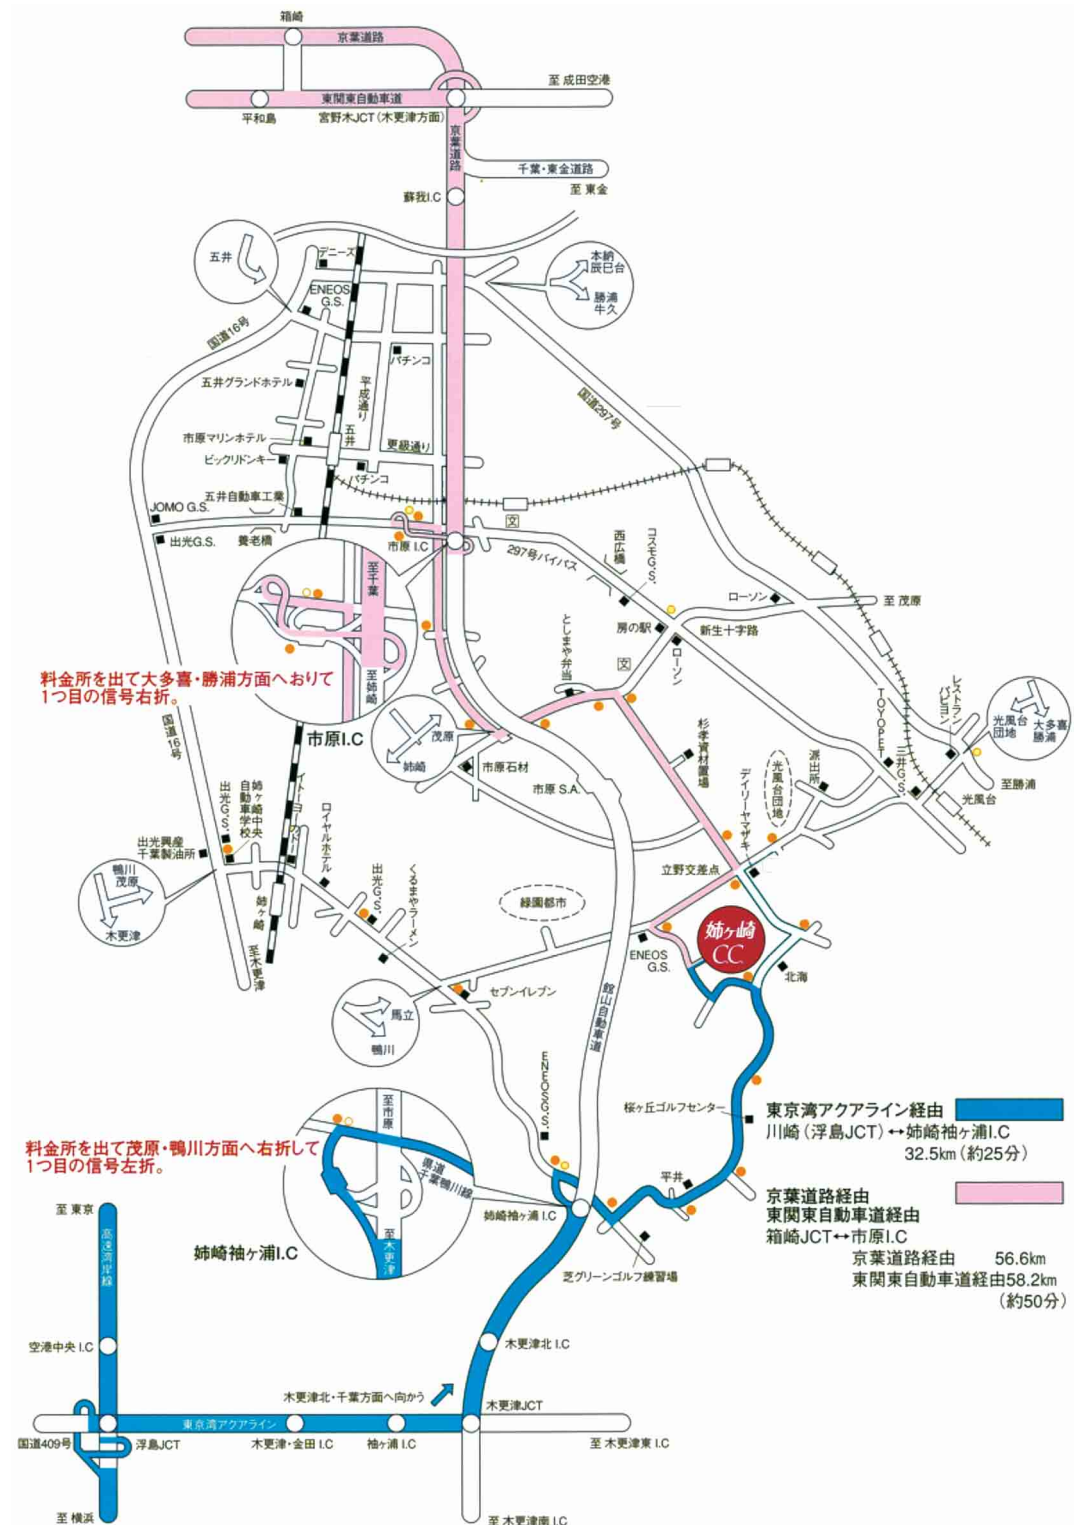 箱崎
京葉道路
至 成田空港
東関東自動車道
平和島
宮野木JCT(木更津方面)
京葉道路
千葉・東金道路
至 東金
蘇我I.C
五井
デニーズ
本納
辰巳台
勝浦
牛久
ENEOS
G.S.
国道16号
パチンコ
五井グランドホテル
平成通り
国道297号
市原マリンホテル
五井
更級通り
ビックリドンキー
パチンコ
五井自動車工業
JOMO G.S.
出光G.S.
養老橋
市原 I.C
文
297号バイパス
西広橋
コスモG.S.
ローソン
至 茂原
至千葉
としまや弁当
房の駅
新生十字路
文
ローソン
料金所を出て大多喜・勝浦方面へおりて
1つ目の信号右折。
至姉崎
国道16号
市原I.C
茂原
姉崎
杉孝資材置場
TOYOPET
レストラン
パピヨン
光風台
団地
大多喜
勝浦
市原石材
市原 S.A.
光風台団地
派出所
三井G.S.
至勝浦
光風台
デイリーヤマザキ
出光G.S.
姉ヶ崎中央
自動車学校
イトーヨーカドー
ロイヤルホテル
出光興産
千葉製油所
立野交差点
鴨川
茂原
木更津
姉ヶ崎
出光G.S.
くるまやラーメン
緑園都市
姉ヶ崎
C.C.
至木更津
ENEOS
G.S.
北海
セブンイレブン
馬立
鴨川
館山自動車道
ENEOSG.S.
至市原
桜ヶ丘ゴルフセンター
東京湾アクアライン経由
川崎(浮島JCT)↔姉崎袖ヶ浦I.C
32.5km(約25分)
料金所を出て茂原・鴨川方面へ右折して
1つ目の信号左折。
県道
千葉鴨川線
平井
京葉道路経由
東関東自動車道経由
箱崎JCT↔市原I.C
京葉道路経由 56.6km
東関東自動車道経由58.2km
(約50分)
至 東京
高速湾岸線
姉崎袖ヶ浦 I.C
至木更津
姉崎袖ヶ浦I.C
芝グリーンゴルフ練習場
空港中央 I.C
木更津北 I.C
木更津北・千葉方面へ向かう
木更津JCT
東京湾アクアライン
国道409号
浮島JCT
木更津・金田 I.C
袖ヶ浦 I.C
至 木更津東 I.C
至 横浜
至 木更津南 I.C